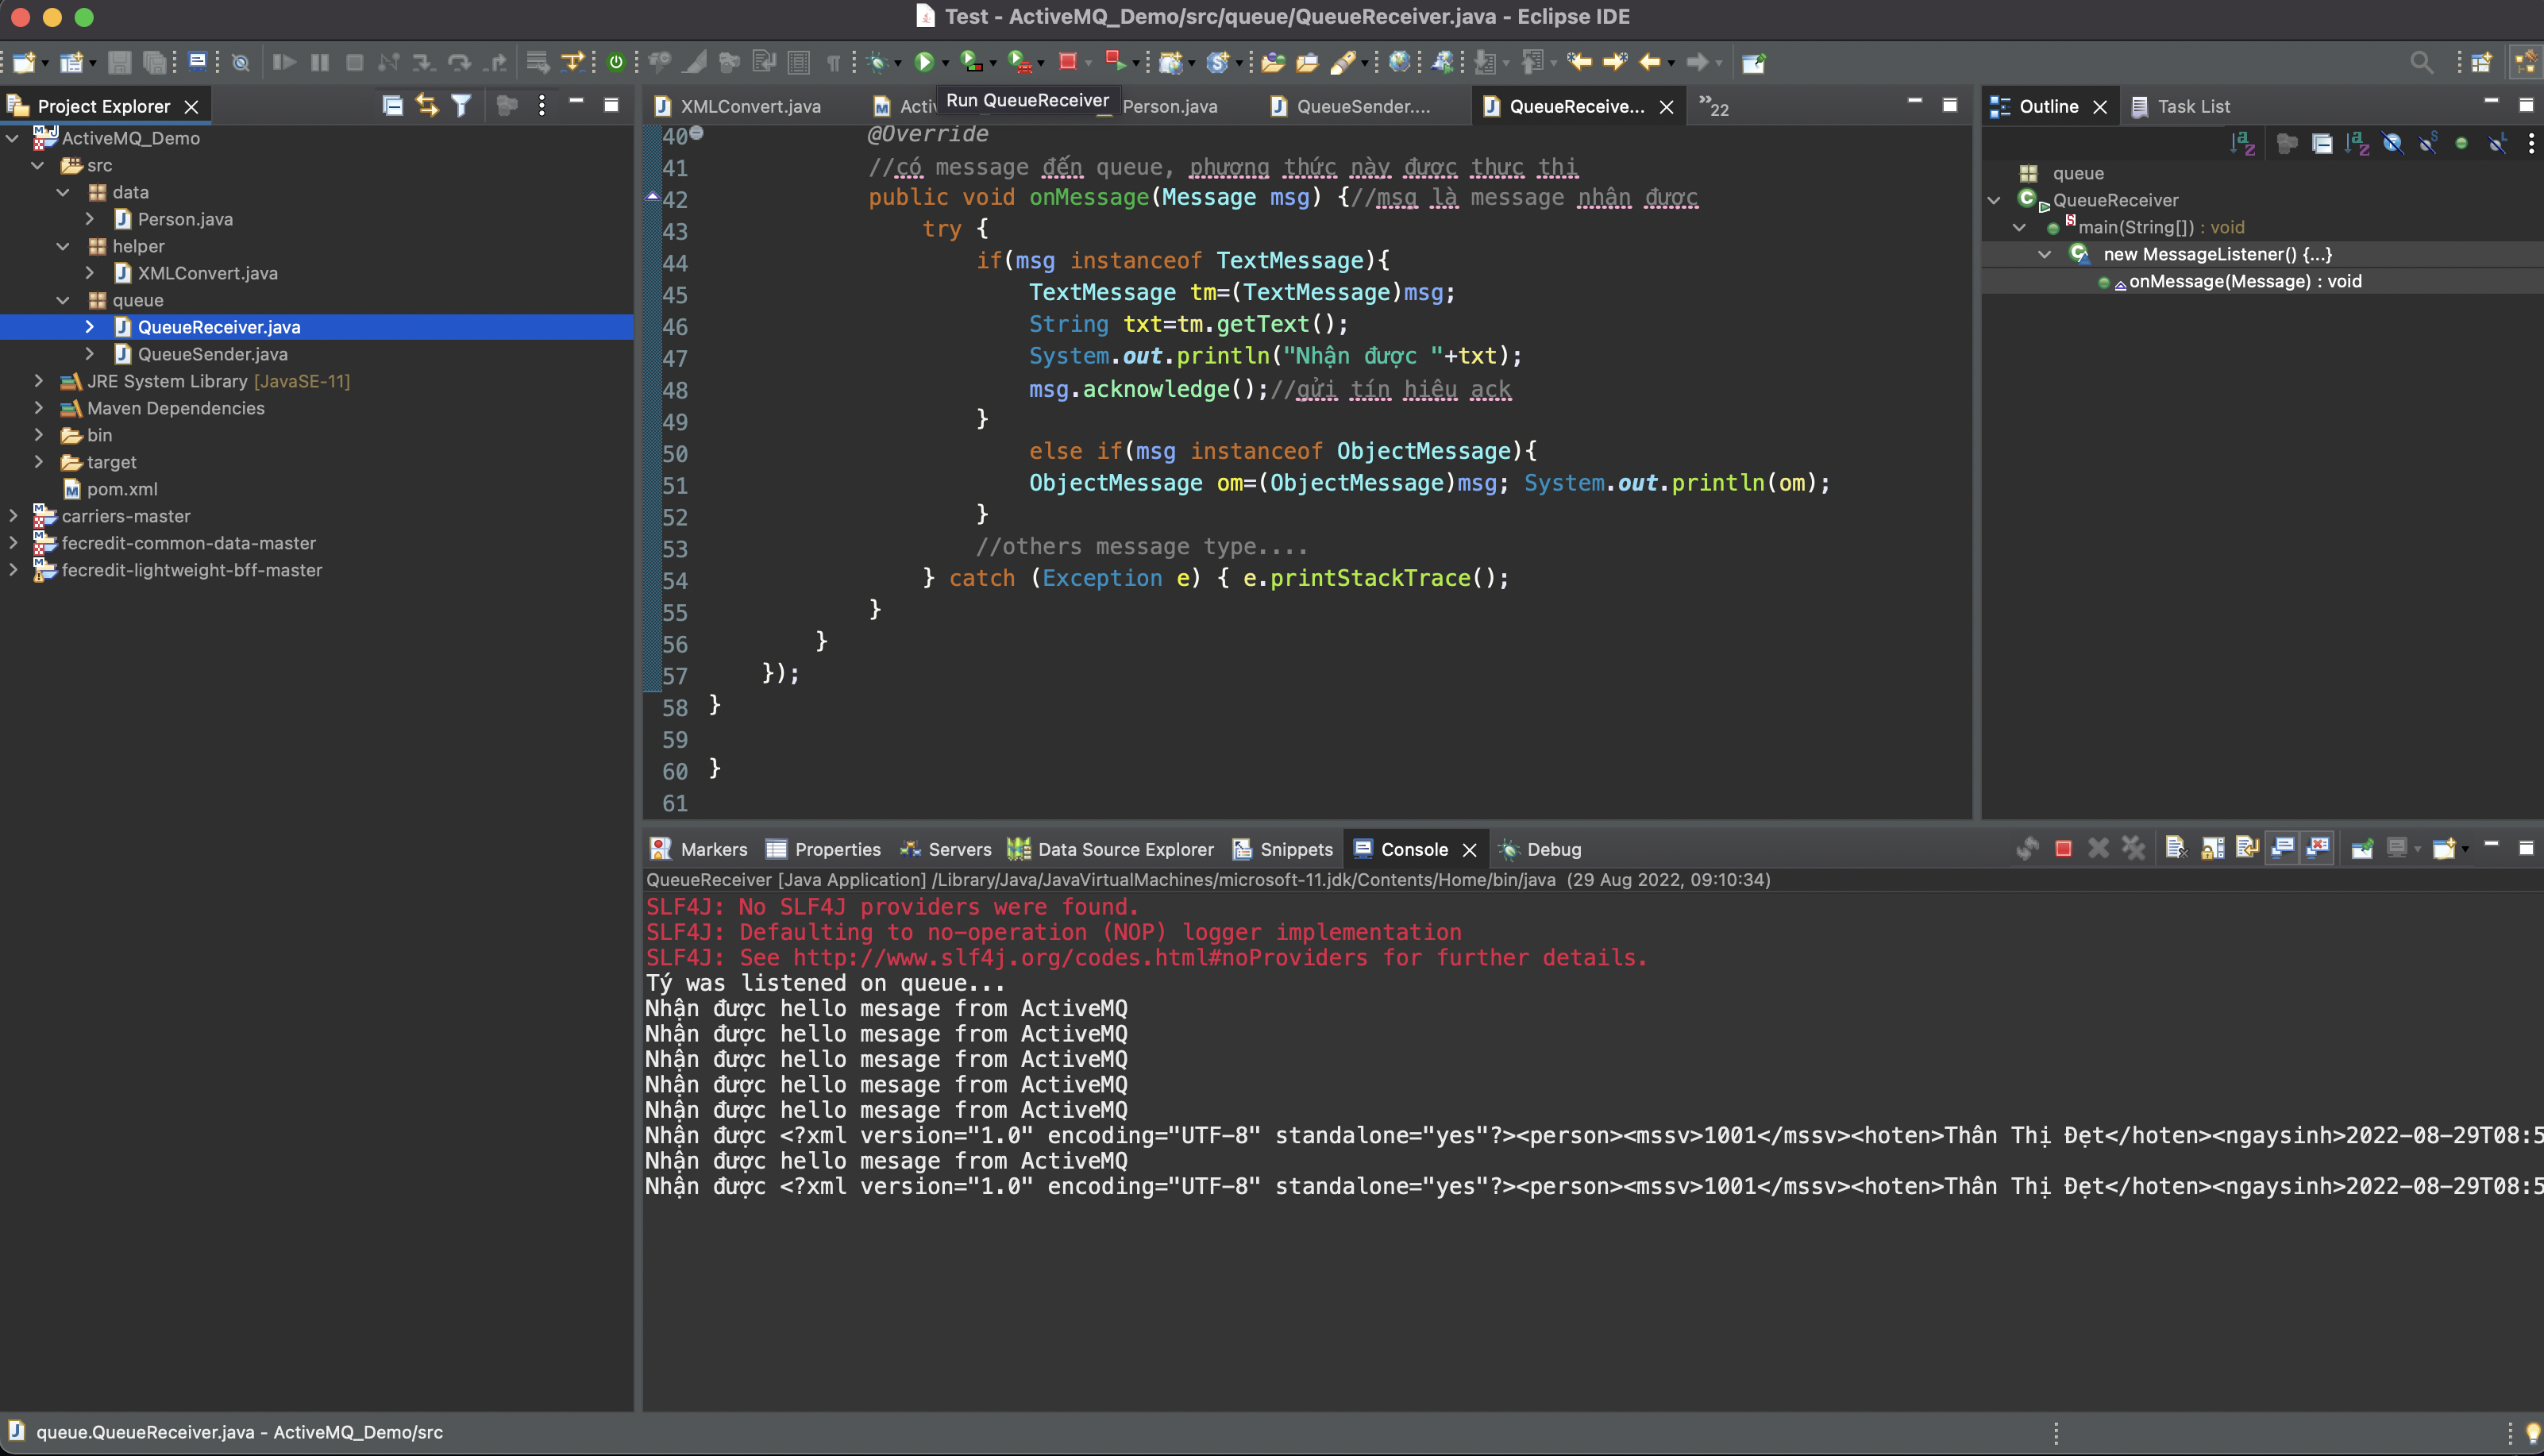 Test - ActiveMQ_Demo/src/queue/QueueReceiver.java - Eclipse IDE
Project Explorer
XMLConvert.java
Acti
Run QueueReceiver
Person.java
QueueSender....
QueueReceive...
»22
Outline
Task List
ActiveMQ_Demo
src
data
Person.java
helper
XMLConvert.java
queue
QueueReceiver.java
QueueSender.java
JRE System Library [JavaSE-11]
Maven Dependencies
bin
target
pom.xml
carriers-master
fecredit-common-data-master
fecredit-lightweight-bff-master
40 @Override
41 //có message đến queue, phương thức này được thực thi
42 public void onMessage(Message msg) {//msg là message nhận được
43 try {
44 if(msg instanceof TextMessage){
45 TextMessage tm=(TextMessage)msg;
46 String txt=tm.getText();
47 System.out.println("Nhận được "+txt);
48 msg.acknowledge();//gửi tín hiệu ack
49 }
50 else if(msg instanceof ObjectMessage){
51 ObjectMessage om=(ObjectMessage)msg; System.out.println(om);
52 }
53 //others message type....
54 } catch (Exception e) { e.printStackTrace();
55 }
56 }
57 });
58 }
59
60 }
61
queue
QueueReceiver
main(String[]) : void
new MessageListener() {...}
onMessage(Message) : void
Markers
Properties
Servers
Data Source Explorer
Snippets
Console
Debug
QueueReceiver [Java Application] /Library/Java/JavaVirtualMachines/microsoft-11.jdk/Contents/Home/bin/java (29 Aug 2022, 09:10:34)
SLF4J: No SLF4J providers were found.
SLF4J: Defaulting to no-operation (NOP) logger implementation
SLF4J: See http://www.slf4j.org/codes.html#noProviders for further details.
Tý was listened on queue...
Nhận được hello mesage from ActiveMQ
Nhận được hello mesage from ActiveMQ
Nhận được hello mesage from ActiveMQ
Nhận được hello mesage from ActiveMQ
Nhận được hello mesage from ActiveMQ
Nhận được <?xml version="1.0" encoding="UTF-8" standalone="yes"?><person><mssv>1001</mssv><hoten>Thân Thị Đẹt</hoten><ngaysinh>2022-08-29T08:5
Nhận được hello mesage from ActiveMQ
Nhận được <?xml version="1.0" encoding="UTF-8" standalone="yes"?><person><mssv>1001</mssv><hoten>Thân Thị Đẹt</hoten><ngaysinh>2022-08-29T08:5
queue.QueueReceiver.java - ActiveMQ_Demo/src